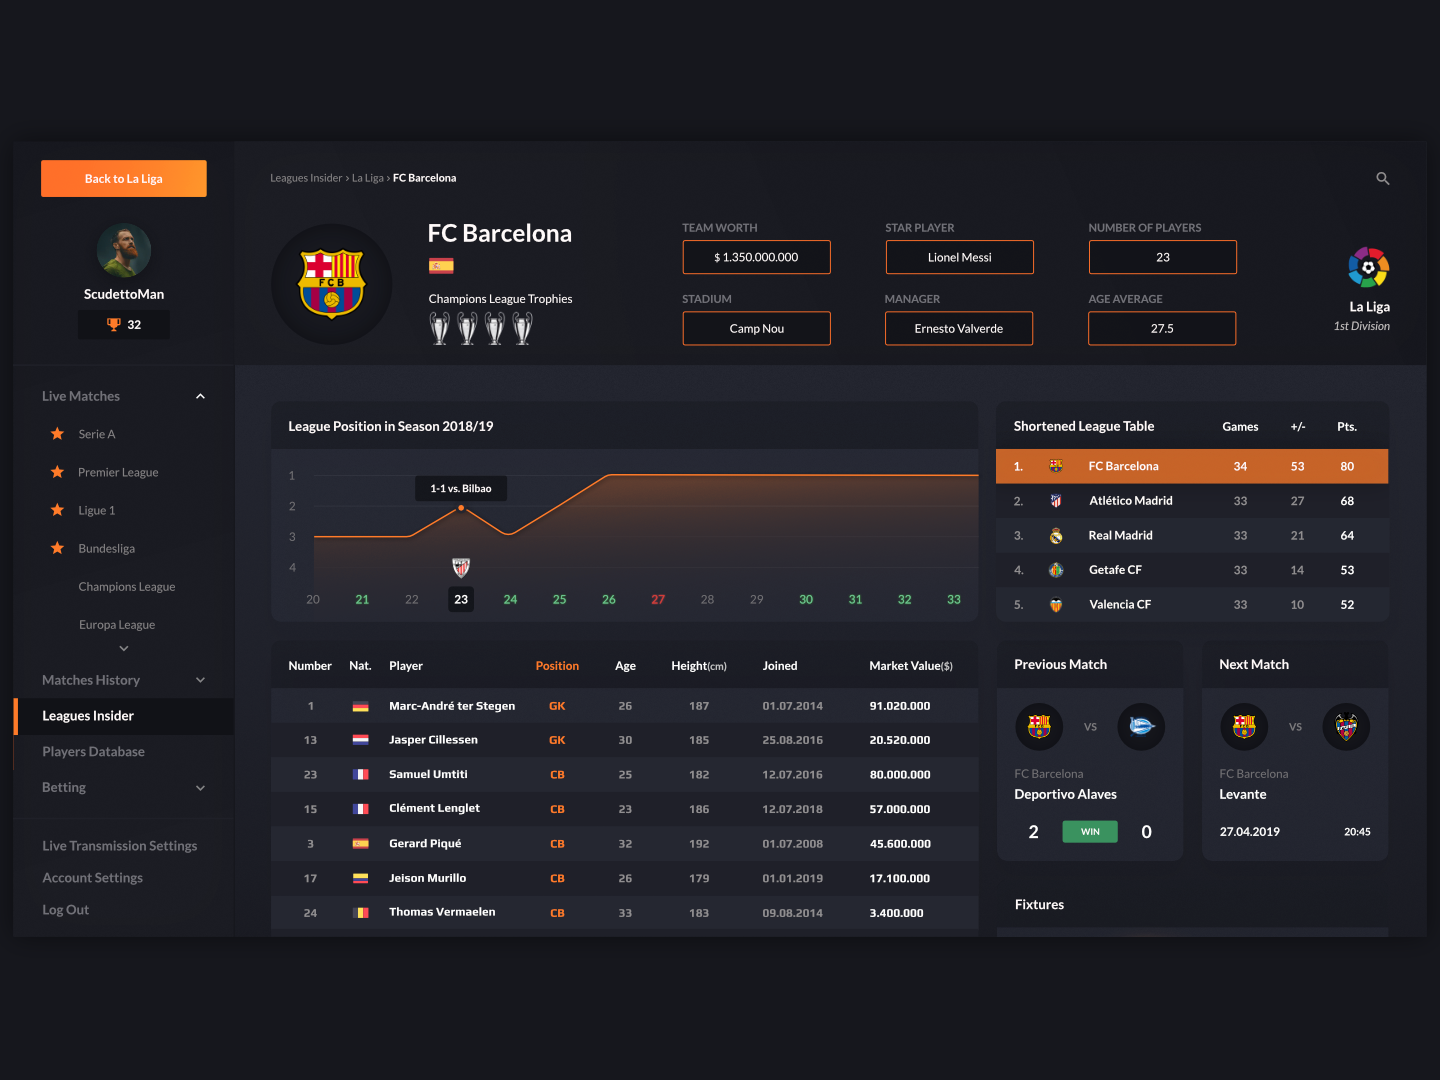 Back to La Liga
ScudettoMan
32
Live Matches
Serie A
Premier League
Ligue 1
Bundesliga
Champions League
Europa League
Matches History
Leagues Insider
Players Database
Betting
Live Transmission Settings
Account Settings
Log Out
Leagues Insider › La Liga › FC Barcelona
FCB
FC Barcelona
Champions League Trophies
TEAM WORTH
$ 1.350.000.000
STAR PLAYER
Lionel Messi
NUMBER OF PLAYERS
23
STADIUM
Camp Nou
MANAGER
Ernesto Valverde
AGE AVERAGE
27.5
La Liga
1st Division
League Position in Season 2018/19
1
2
3
4
1-1 vs. Bilbao
20 21 22 23 24 25 26 27 28 29 30 31 32 33
Shortened League Table Games +/- Pts.
1. FC Barcelona 34 53 80
2. Atlético Madrid 33 27 68
3. Real Madrid 33 21 64
4. Getafe CF 33 14 53
5. Valencia CF 33 10 52
Number Nat. Player Position Age Height(cm) Joined Market Value($)
1 Marc-André ter Stegen GK 26 187 01.07.2014 91.020.000
13 Jasper Cillessen GK 30 185 25.08.2016 20.520.000
23 Samuel Umtiti CB 25 182 12.07.2016 80.000.000
15 Clément Lenglet CB 23 186 12.07.2018 57.000.000
3 Gerard Piqué CB 32 192 01.07.2008 45.600.000
17 Jeison Murillo CB 26 179 01.01.2019 17.100.000
24 Thomas Vermaelen CB 33 183 09.08.2014 3.400.000
Previous Match
VS
FC Barcelona
Deportivo Alaves
2 WIN 0
Next Match
VS
FC Barcelona
Levante
27.04.2019 20:45
Fixtures